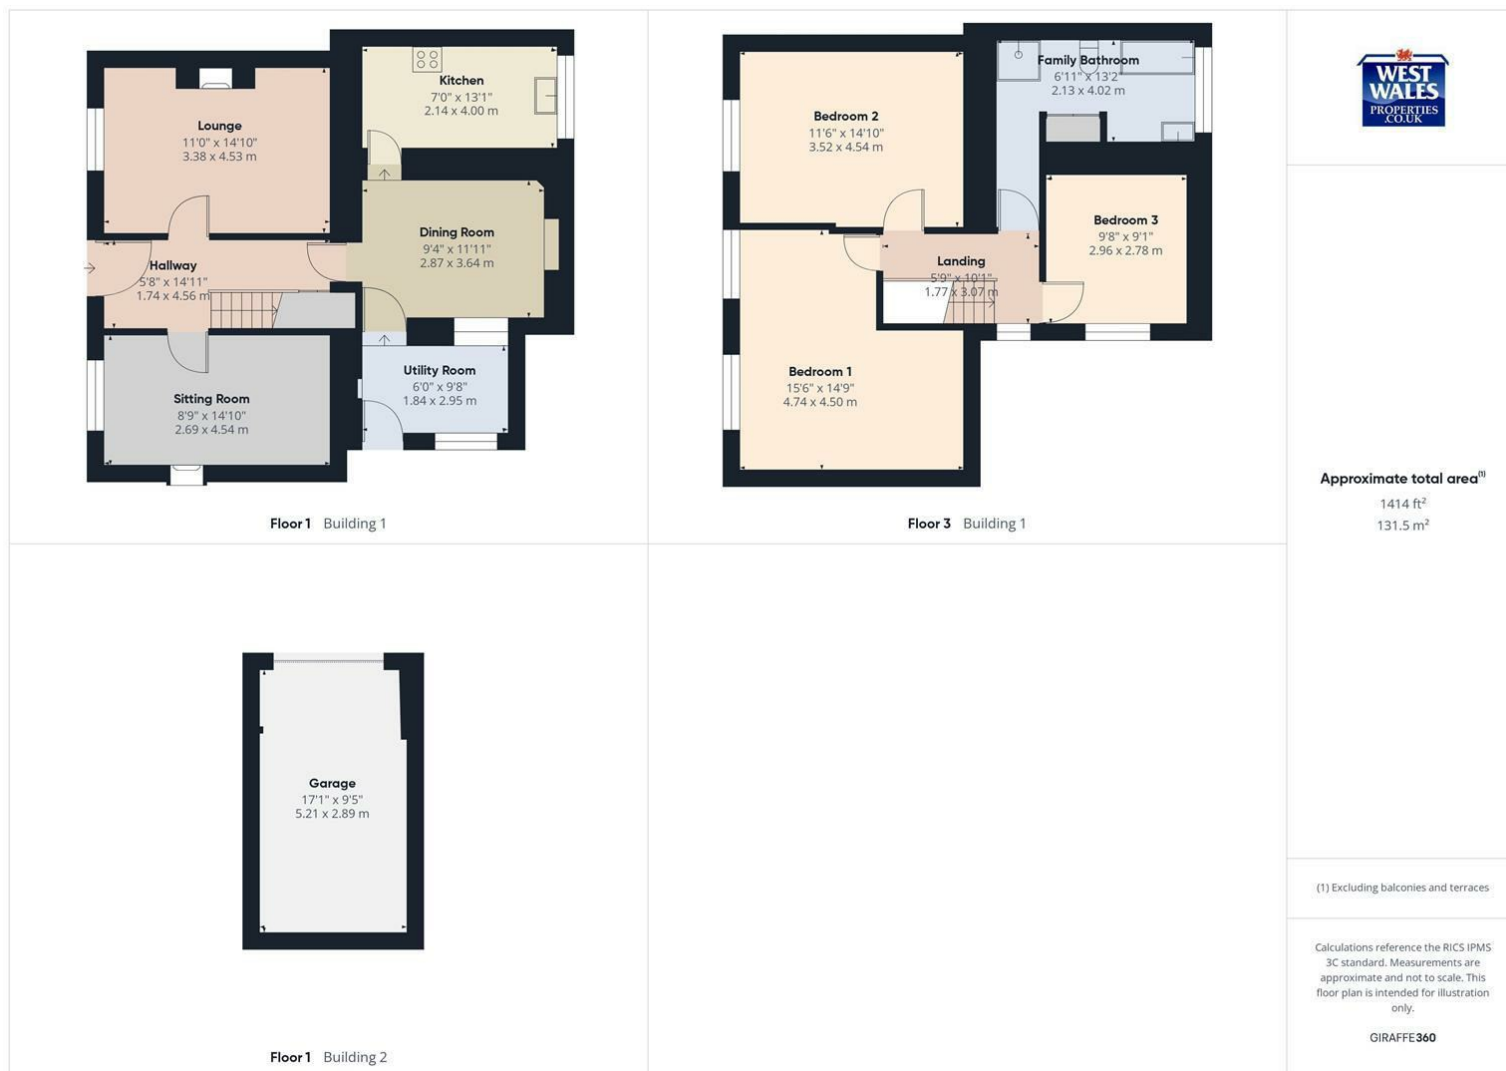 Kitchen
7'0" x 13'1"
2.14 x 4.00 m
Lounge
11'0" x 14'10"
3.38 x 4.53 m
Dining Room
9'4" x 11'11"
2.87 x 3.64 m
Hallway
5'8" x 14'11"
1.74 x 4.56 m
Utility Room
6'0" x 9'8"
1.84 x 2.95 m
Sitting Room
8'9" x 14'10"
2.69 x 4.54 m
Floor 1 Building 1
Family Bathroom
6'11" x 13'2"
2.13 x 4.02 m
Bedroom 2
11'6" x 14'10"
3.52 x 4.54 m
Bedroom 3
9'8" x 9'1"
2.96 x 2.78 m
Landing
5'9" x 10'1"
1.77 x 3.07 m
Bedroom 1
15'6" x 14'9"
4.74 x 4.50 m
Floor 3 Building 1
Garage
17'1" x 9'5"
5.21 x 2.89 m
Floor 1 Building 2
WEST
WALES
PROPERTIES
.CO.UK
Approximate total area(1)
1414 ft²
131.5 m²
(1) Excluding balconies and terraces
Calculations reference the RICS IPMS
3C standard. Measurements are
approximate and not to scale. This
floor plan is intended for illustration
only.
GIRAFFE360